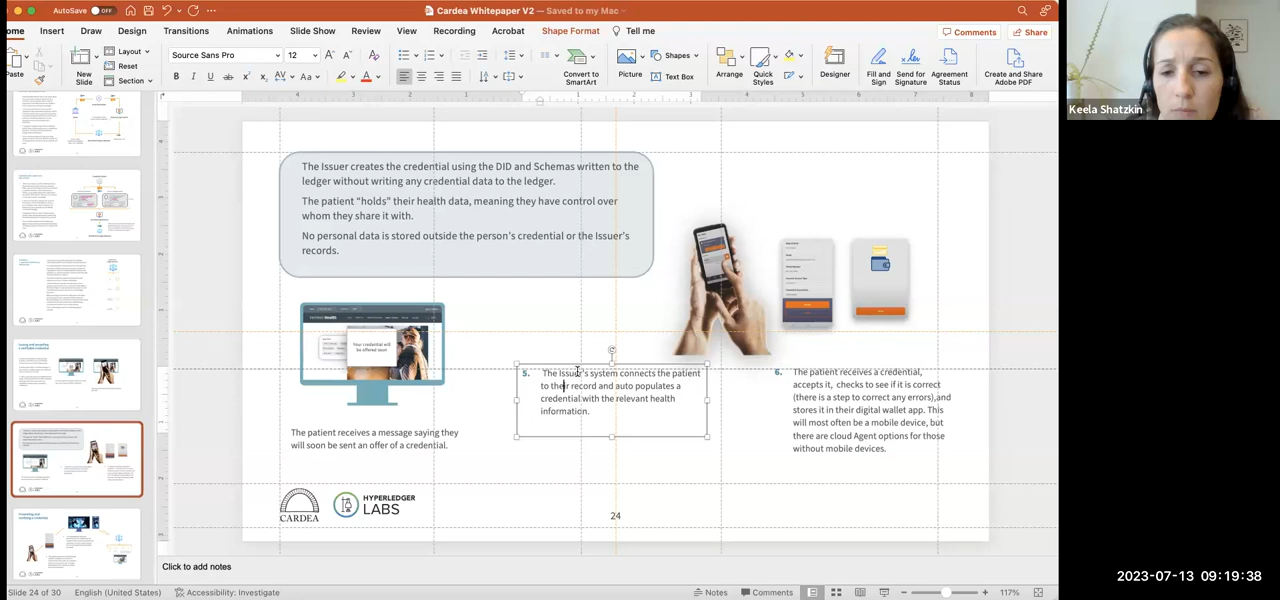 AutoSave OFF
Cardea Whitepaper V2 — Saved to my Mac
ome
Insert
Draw
Design
Transitions
Animations
Slide Show
Review
View
Recording
Acrobat
Shape Format
Tell me
Comments
Share
Paste
New
Slide
Layout
Reset
Section
Source Sans Pro
12
Convert to
SmartArt
Picture
Shapes
Text Box
Arrange
Quick
Styles
Designer
Fill and
Sign
Send for
Signature
Agreement
Status
Create and Share
Adobe PDF
Keela Shatzkin
The Issuer creates the credential using the DID and Schemas written to the
ledger without writing any credential data to the ledger.
The patient “holds” their health data, meaning they have control over
whom they share it with.
No personal data is stored outside the person’s credential or the Issuer’s
records.
Your credential will
be offered soon
The patient receives a message saying they
will soon be sent an offer of a credential.
5. The Issuer’s system connects the patient
to their record and auto populates a
credential with the relevant health
information.
6. The patient receives a credential,
accepts it, checks to see if it is correct
(there is a step to correct any errors),and
stores it in their digital wallet app. This
will most often be a mobile device, but
there are cloud Agent options for those
without mobile devices.
CARDEA
HYPERLEDGER
LABS
24
Click to add notes
2023-07-13 09:19:38
Slide 24 of 30
English (United States)
Accessibility: Investigate
Notes
Comments
117%